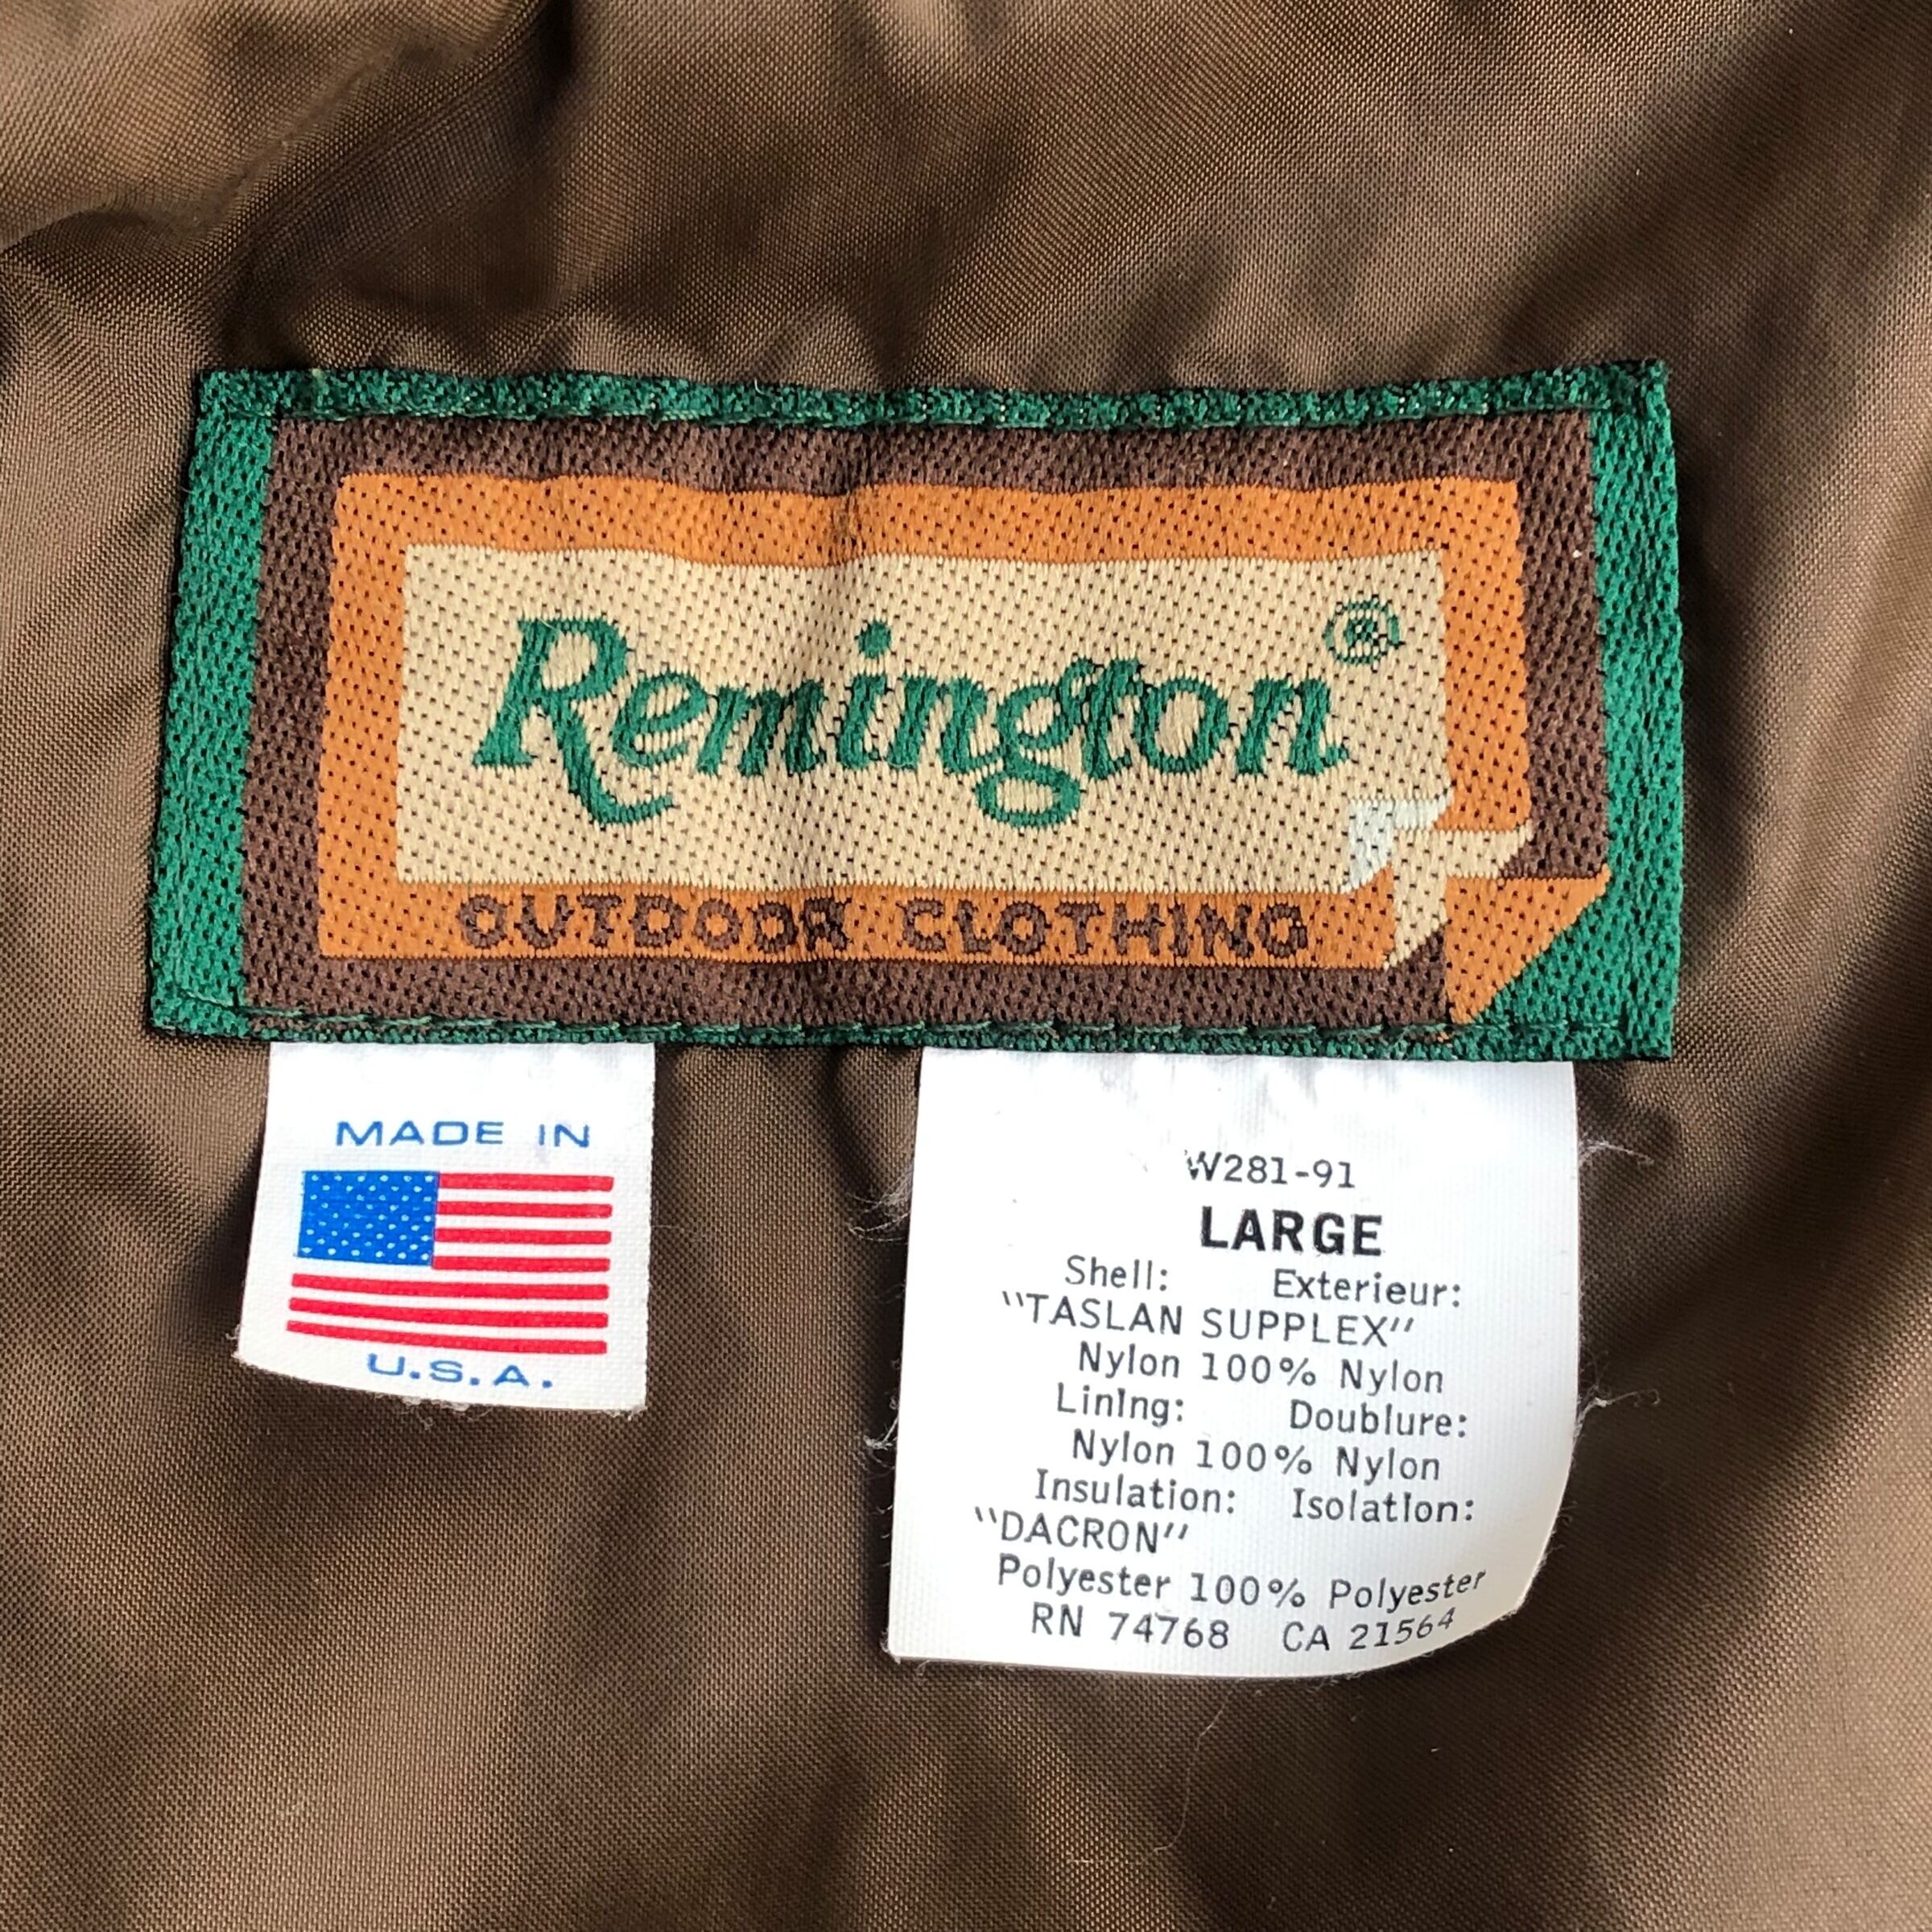 Remington®
OUTDOOR CLOTHING
MADE IN
U.S.A.
W281-91
LARGE
Shell: Exterieur:
"TASLAN SUPPLEX"
Nylon 100% Nylon
Lining: Doublure:
Nylon 100% Nylon
Insulation: Isolation:
"DACRON"
Polyester 100% Polyester
RN 74768 CA 21564